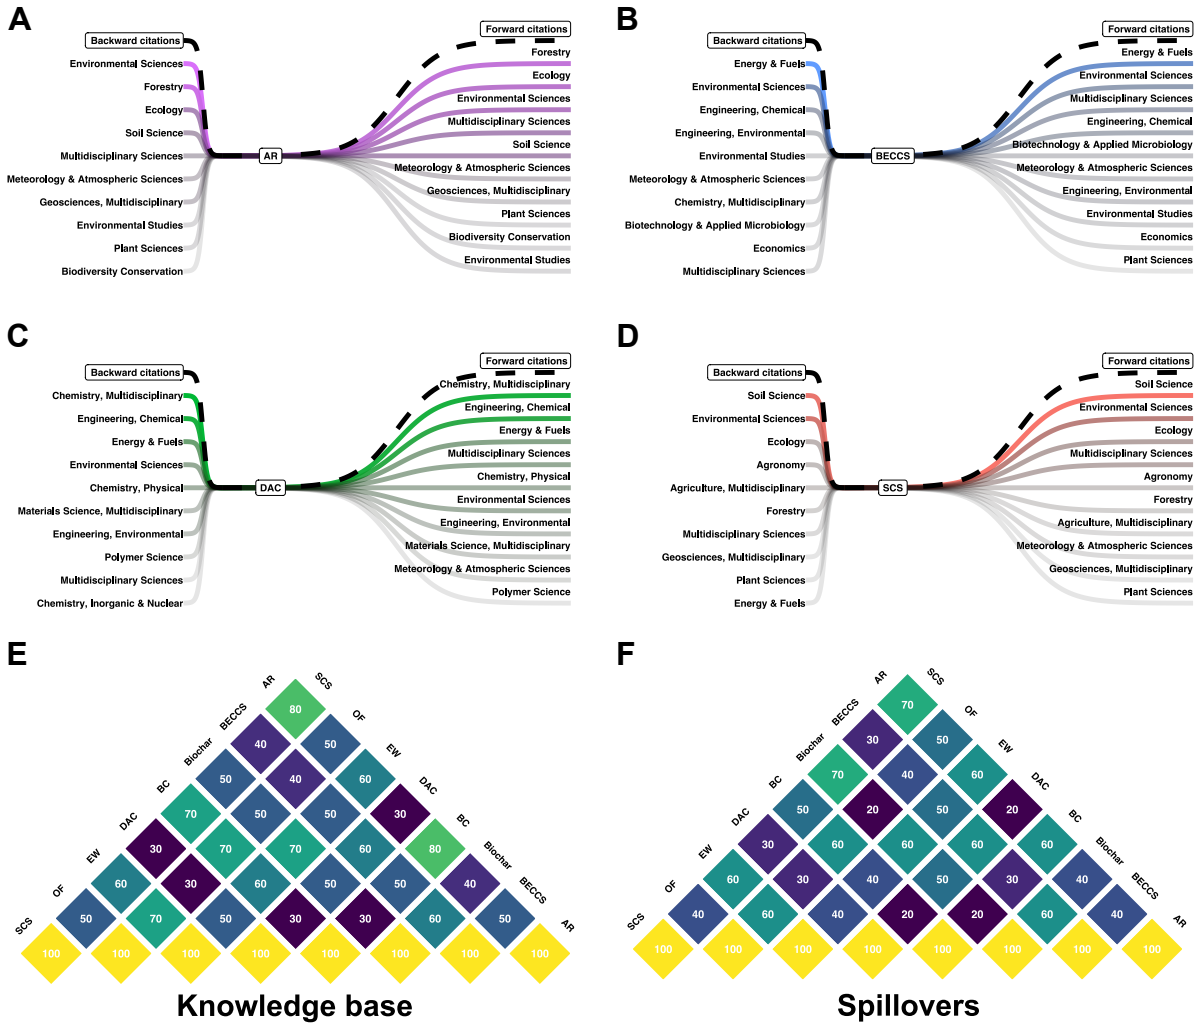 A
Backward citations
Environmental Sciences
Forestry
Ecology
Soil Science
Multidisciplinary Sciences
Meteorology & Atmospheric Sciences
Geosciences, Multidisciplinary
Environmental Studies
Plant Sciences
Biodiversity Conservation
AR
Forward citations
Forestry
Ecology
Environmental Sciences
Multidisciplinary Sciences
Soil Science
Meteorology & Atmospheric Sciences
Geosciences, Multidisciplinary
Plant Sciences
Biodiversity Conservation
Environmental Studies
B
Backward citations
Energy & Fuels
Environmental Sciences
Engineering, Chemical
Engineering, Environmental
Environmental Studies
Meteorology & Atmospheric Sciences
Chemistry, Multidisciplinary
Biotechnology & Applied Microbiology
Economics
Multidisciplinary Sciences
BECCS
Forward citations
Energy & Fuels
Environmental Sciences
Multidisciplinary Sciences
Engineering, Chemical
Biotechnology & Applied Microbiology
Meteorology & Atmospheric Sciences
Engineering, Environmental
Environmental Studies
Economics
Plant Sciences
C
Backward citations
Chemistry, Multidisciplinary
Engineering, Chemical
Energy & Fuels
Environmental Sciences
Chemistry, Physical
Materials Science, Multidisciplinary
Engineering, Environmental
Polymer Science
Multidisciplinary Sciences
Chemistry, Inorganic & Nuclear
DAC
Forward citations
Chemistry, Multidisciplinary
Engineering, Chemical
Energy & Fuels
Multidisciplinary Sciences
Chemistry, Physical
Environmental Sciences
Engineering, Environmental
Materials Science, Multidisciplinary
Meteorology & Atmospheric Sciences
Polymer Science
D
Backward citations
Soil Science
Environmental Sciences
Ecology
Agronomy
Agriculture, Multidisciplinary
Forestry
Multidisciplinary Sciences
Geosciences, Multidisciplinary
Plant Sciences
Energy & Fuels
SCS
Forward citations
Soil Science
Environmental Sciences
Ecology
Multidisciplinary Sciences
Agronomy
Forestry
Agriculture, Multidisciplinary
Meteorology & Atmospheric Sciences
Geosciences, Multidisciplinary
Plant Sciences
E
SCS
OF
EW
DAC
BC
Biochar
BECCS
AR
SCS
OF
EW
DAC
BC
Biochar
BECCS
AR
80
40 50
50 40 60
70 50 50 30
30 70 70 60 80
60 30 60 50 50 40
50 70 50 30 30 60 50
100 100 100 100 100 100 100 100
Knowledge base
F
SCS
OF
EW
DAC
BC
Biochar
BECCS
AR
SCS
OF
EW
DAC
BC
Biochar
BECCS
AR
70
30 50
70 40 60
50 20 50 20
30 60 60 60 60
60 30 40 50 30 40
40 60 40 20 20 60 40
100 100 100 100 100 100 100 100
Spillovers